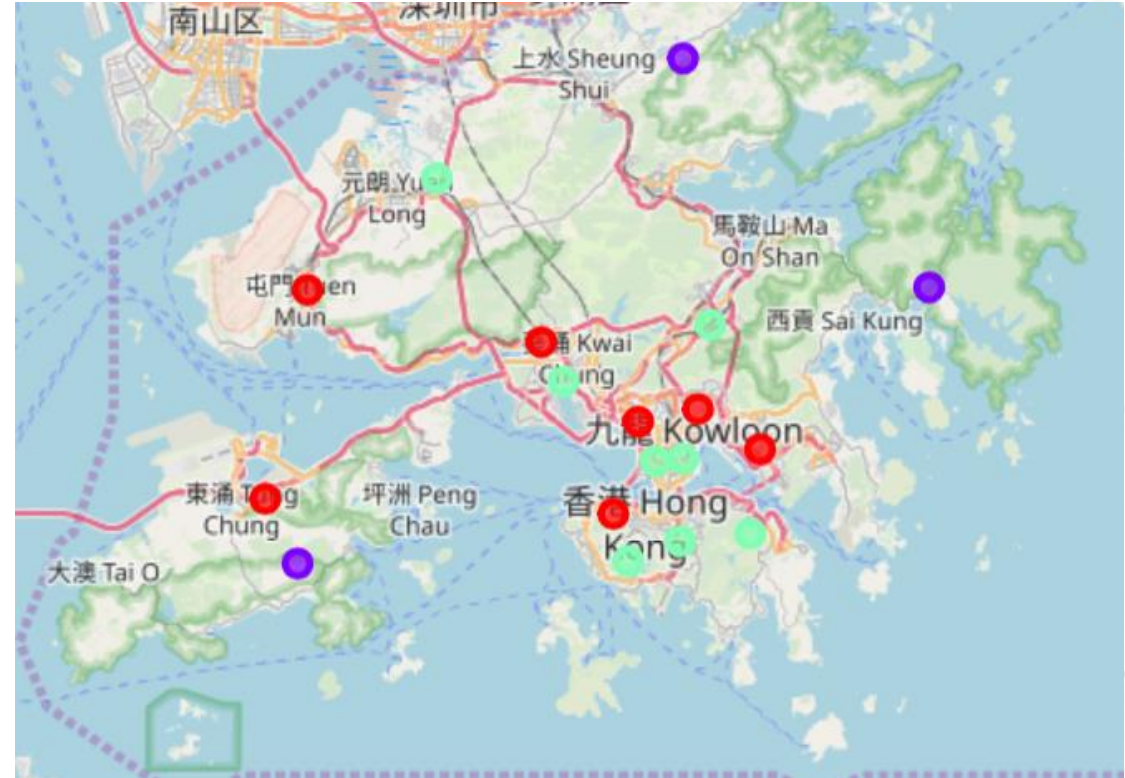 南山区
深圳市
上水 Sheung
Shui
元朗
Long
馬鞍山 Ma
On Shan
屯門
Mun
西貢 Sai Kung
Kwai
九龍 Kowloon
東涌
Chung
坪洲 Peng
Chau
香港 Hong
Kong
大澳 Tai O